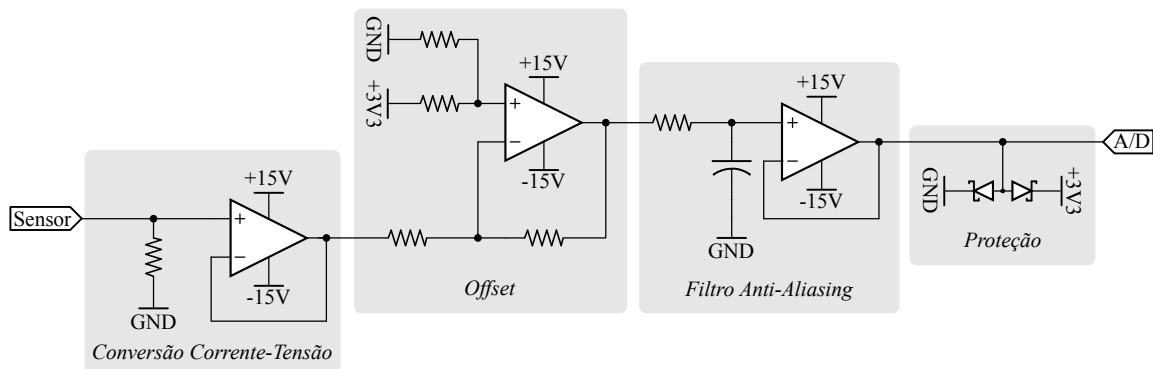 Sensor
+15V
-15V
GND
Conversão Corrente-Tensão
GND
+3V3
+15V
-15V
Offset
+15V
-15V
GND
Filtro Anti-Aliasing
GND
+3V3
Proteção
A/D